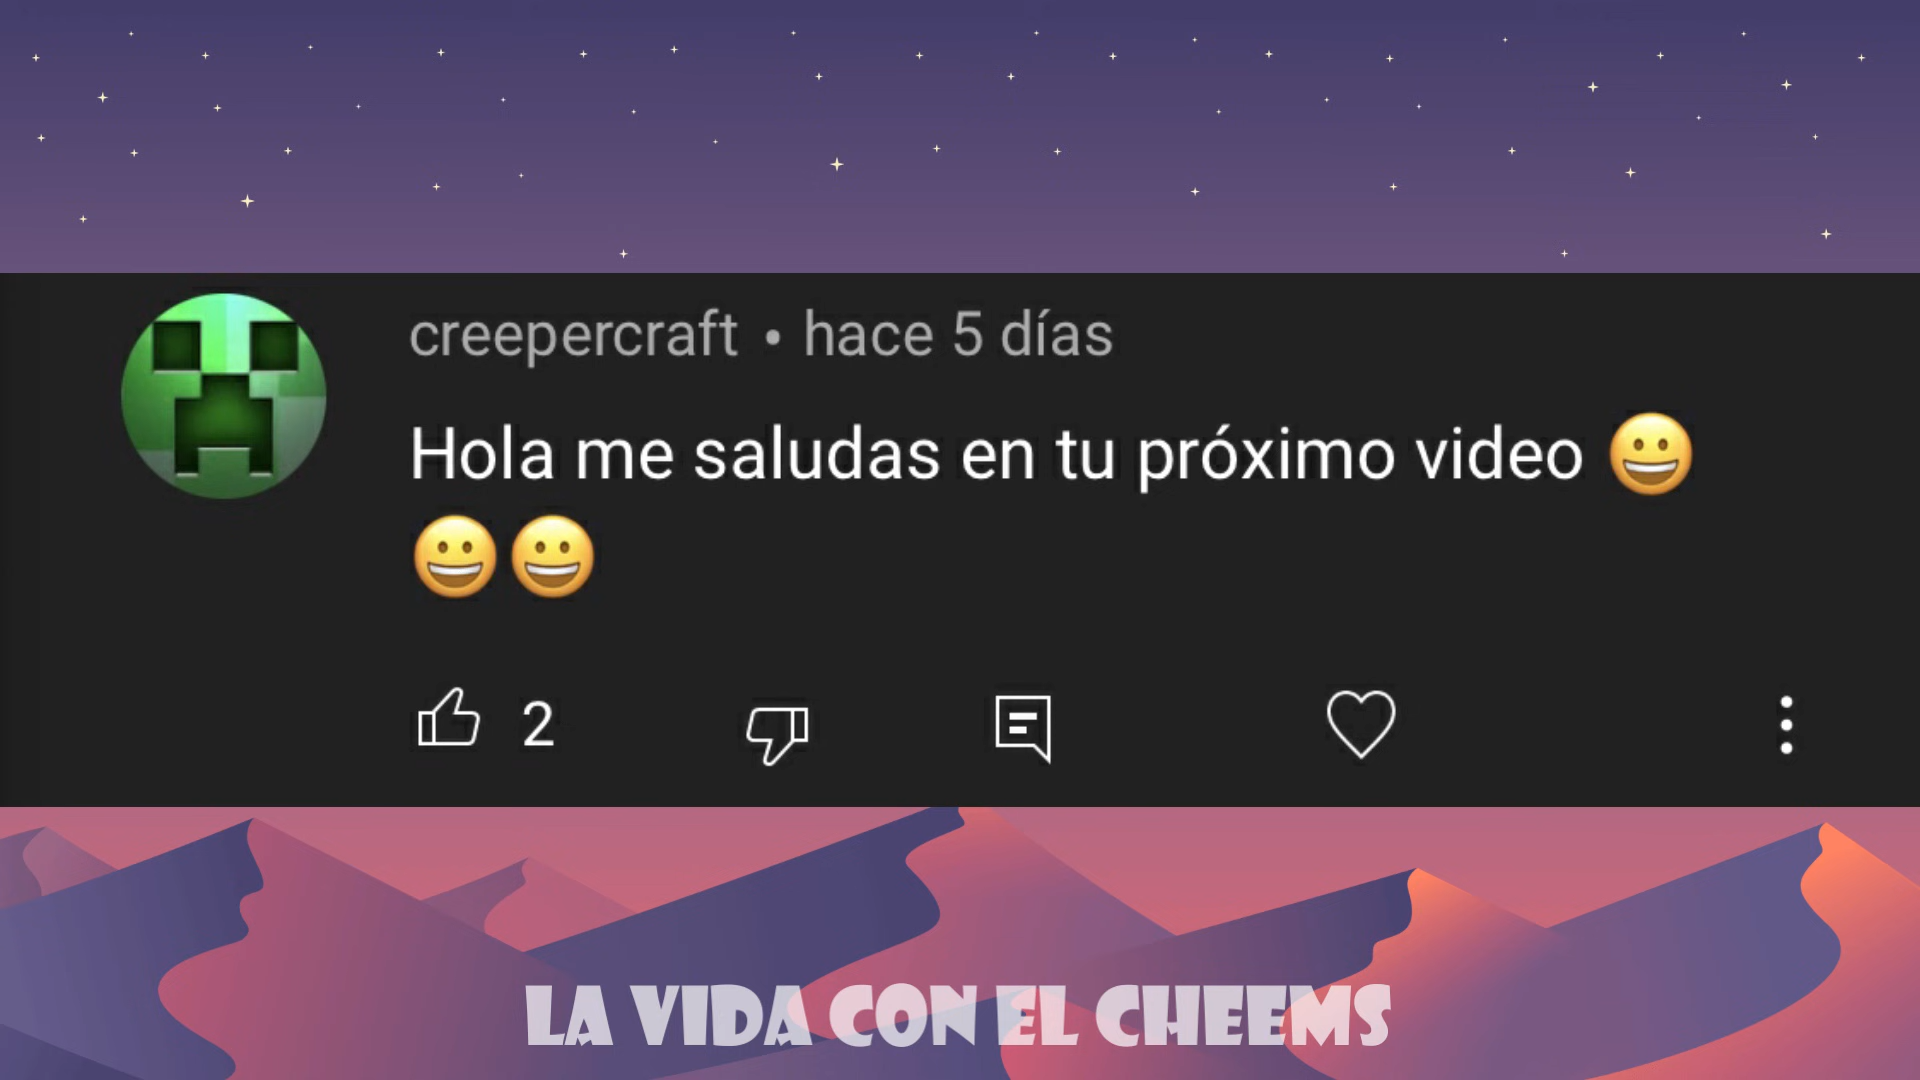 creepercraft • hace 5 días
Hola me saludas en tu próximo video 😀
😀😀
2
LA VIDA CON EL CHEEMS